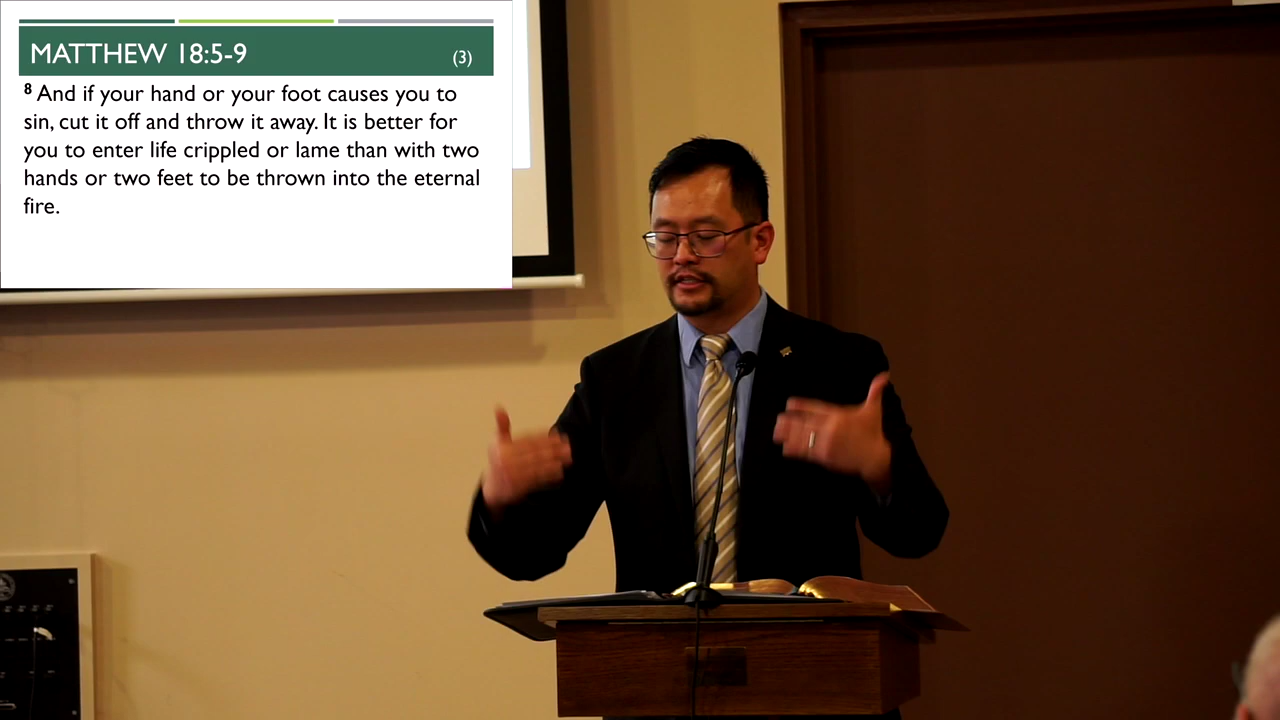 MATTHEW 18:5-9 (3)
8 And if your hand or your foot causes you to
sin, cut it off and throw it away. It is better for
you to enter life crippled or lame than with two
hands or two feet to be thrown into the eternal
fire.